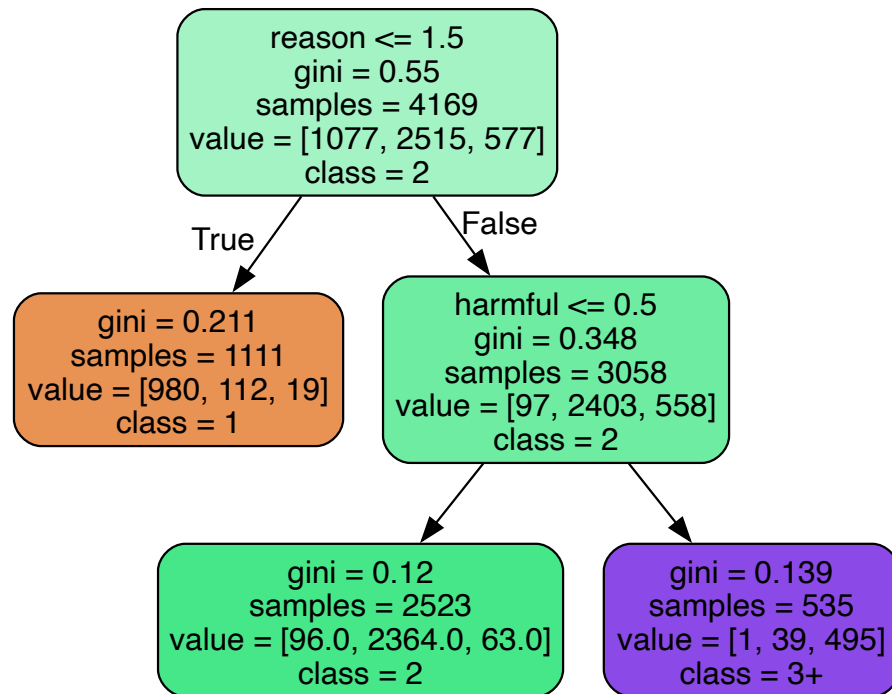 reason <= 1.5
gini = 0.55
samples = 4169
value = [1077, 2515, 577]
class = 2
True
False
gini = 0.211
samples = 1111
value = [980, 112, 19]
class = 1
harmful <= 0.5
gini = 0.348
samples = 3058
value = [97, 2403, 558]
class = 2
gini = 0.12
samples = 2523
value = [96.0, 2364.0, 63.0]
class = 2
gini = 0.139
samples = 535
value = [1, 39, 495]
class = 3+